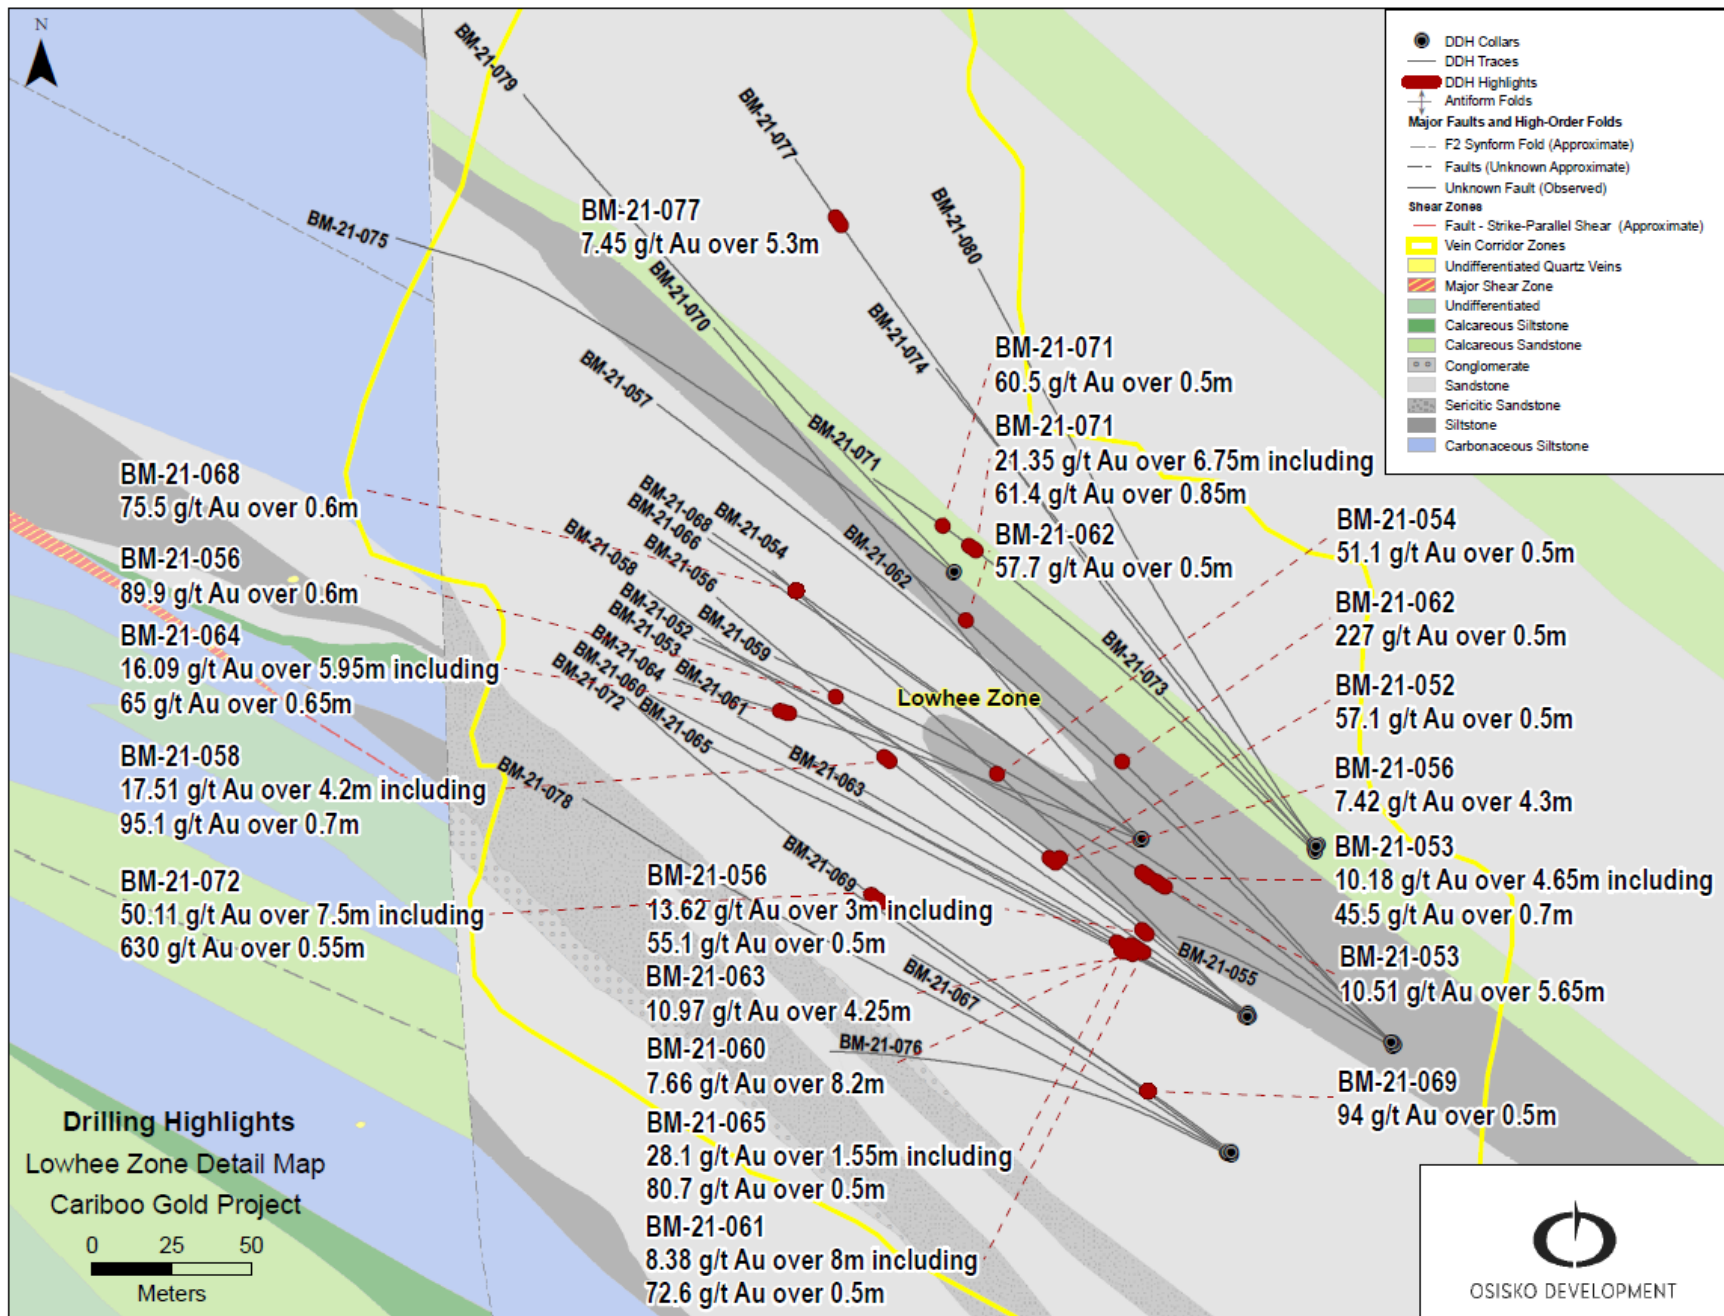 N
BM-21-079
BM-21-077
BM-21-080
BM-21-075
BM-21-077
7.45 g/t Au over 5.3m
BM-21-070
BM-21-074
BM-21-057
BM-21-071
60.5 g/t Au over 0.5m
BM-21-071
21.35 g/t Au over 6.75m including
61.4 g/t Au over 0.85m
BM-21-062
57.7 g/t Au over 0.5m
BM-21-071
BM-21-068
BM-21-066
BM-21-054
BM-21-058
BM-21-056
BM-21-062
BM-21-052
BM-21-053
BM-21-059
BM-21-064
BM-21-060
BM-21-072
BM-21-061
BM-21-065
BM-21-063
BM-21-078
BM-21-073
Lowhee Zone
BM-21-069
BM-21-055
BM-21-067
BM-21-076
BM-21-068
75.5 g/t Au over 0.6m
BM-21-056
89.9 g/t Au over 0.6m
BM-21-064
16.09 g/t Au over 5.95m including
65 g/t Au over 0.65m
BM-21-058
17.51 g/t Au over 4.2m including
95.1 g/t Au over 0.7m
BM-21-072
50.11 g/t Au over 7.5m including
630 g/t Au over 0.55m
BM-21-056
13.62 g/t Au over 3m including
55.1 g/t Au over 0.5m
BM-21-063
10.97 g/t Au over 4.25m
BM-21-060
7.66 g/t Au over 8.2m
BM-21-065
28.1 g/t Au over 1.55m including
80.7 g/t Au over 0.5m
BM-21-061
8.38 g/t Au over 8m including
72.6 g/t Au over 0.5m
BM-21-054
51.1 g/t Au over 0.5m
BM-21-062
227 g/t Au over 0.5m
BM-21-052
57.1 g/t Au over 0.5m
BM-21-056
7.42 g/t Au over 4.3m
BM-21-053
10.18 g/t Au over 4.65m including
45.5 g/t Au over 0.7m
BM-21-053
10.51 g/t Au over 5.65m
BM-21-069
94 g/t Au over 0.5m
DDH Collars
DDH Traces
DDH Highlights
Antiform Folds
Major Faults and High-Order Folds
F2 Synform Fold (Approximate)
Faults (Unknown Approximate)
Unknown Fault (Observed)
Shear Zones
Fault - Strike-Parallel Shear (Approximate)
Vein Corridor Zones
Undifferentiated Quartz Veins
Major Shear Zone
Undifferentiated
Calcareous Siltstone
Calcareous Sandstone
Conglomerate
Sandstone
Sericitic Sandstone
Siltstone
Carbonaceous Siltstone
Drilling Highlights
Lowhee Zone Detail Map
Cariboo Gold Project
0 25 50
Meters
OSISKO DEVELOPMENT